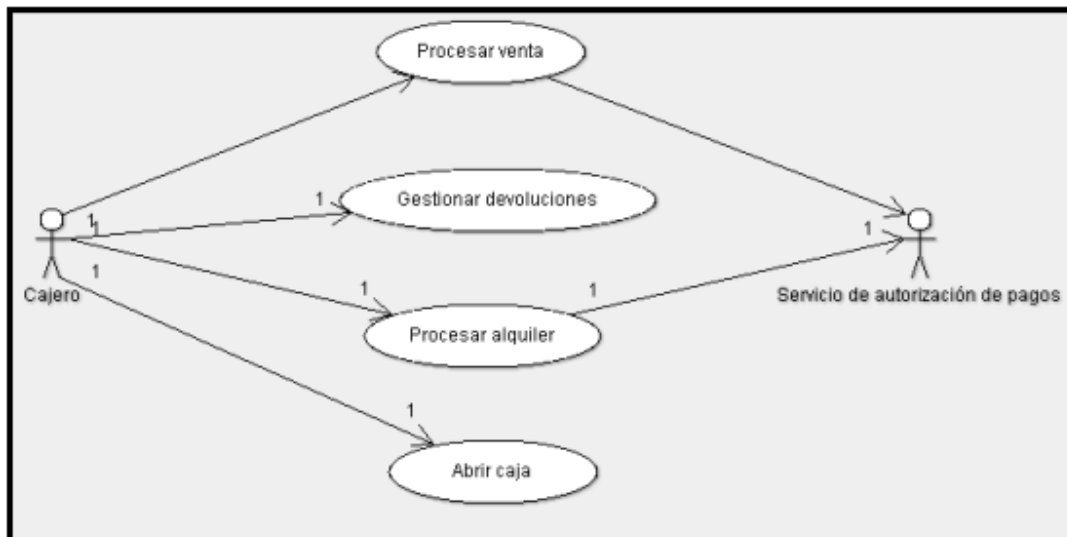 Procesar venta
1
Gestionar devoluciones
1
1
1
1
Cajero
1
1
Servicio de autorización de pagos
1
Procesar alquiler
1
Abrir caja